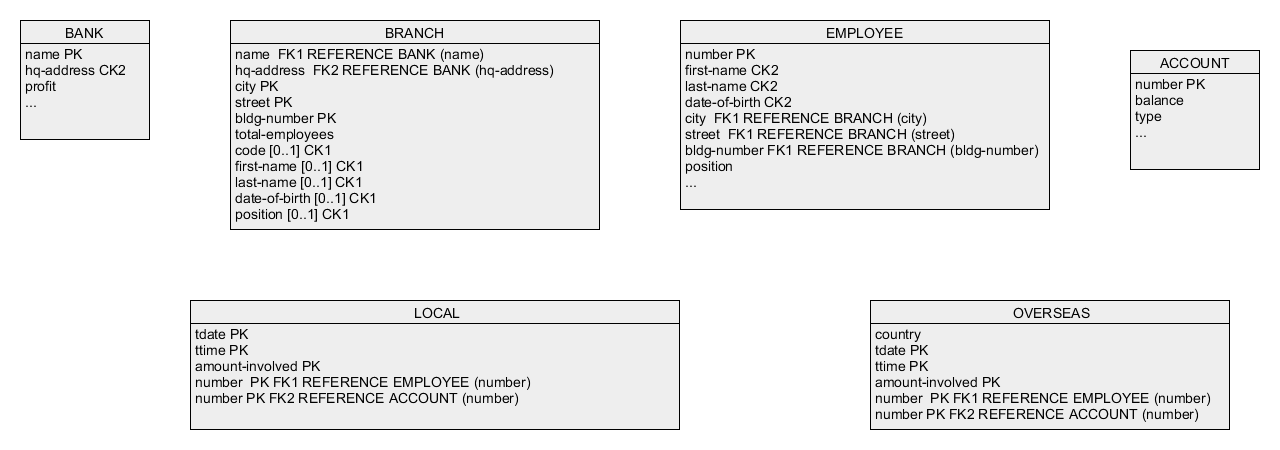 BANK
name PK
hq-address CK2
profit
...
BRANCH
name  FK1 REFERENCE BANK (name)
hq-address  FK2 REFERENCE BANK (hq-address)
city PK
street PK
bldg-number PK
total-employees
code [0..1] CK1
first-name [0..1] CK1
last-name [0..1] CK1
date-of-birth [0..1] CK1
position [0..1] CK1
EMPLOYEE
number PK
first-name CK2
last-name CK2
date-of-birth CK2
city  FK1 REFERENCE BRANCH (city)
street  FK1 REFERENCE BRANCH (street)
bldg-number FK1 REFERENCE BRANCH (bldg-number)
position
...
ACCOUNT
number PK
balance
type
...
LOCAL
tdate PK
ttime PK
amount-involved PK
number  PK FK1 REFERENCE EMPLOYEE (number)
number PK FK2 REFERENCE ACCOUNT (number)
OVERSEAS
country
tdate PK
ttime PK
amount-involved PK
number  PK FK1 REFERENCE EMPLOYEE (number)
number PK FK2 REFERENCE ACCOUNT (number)